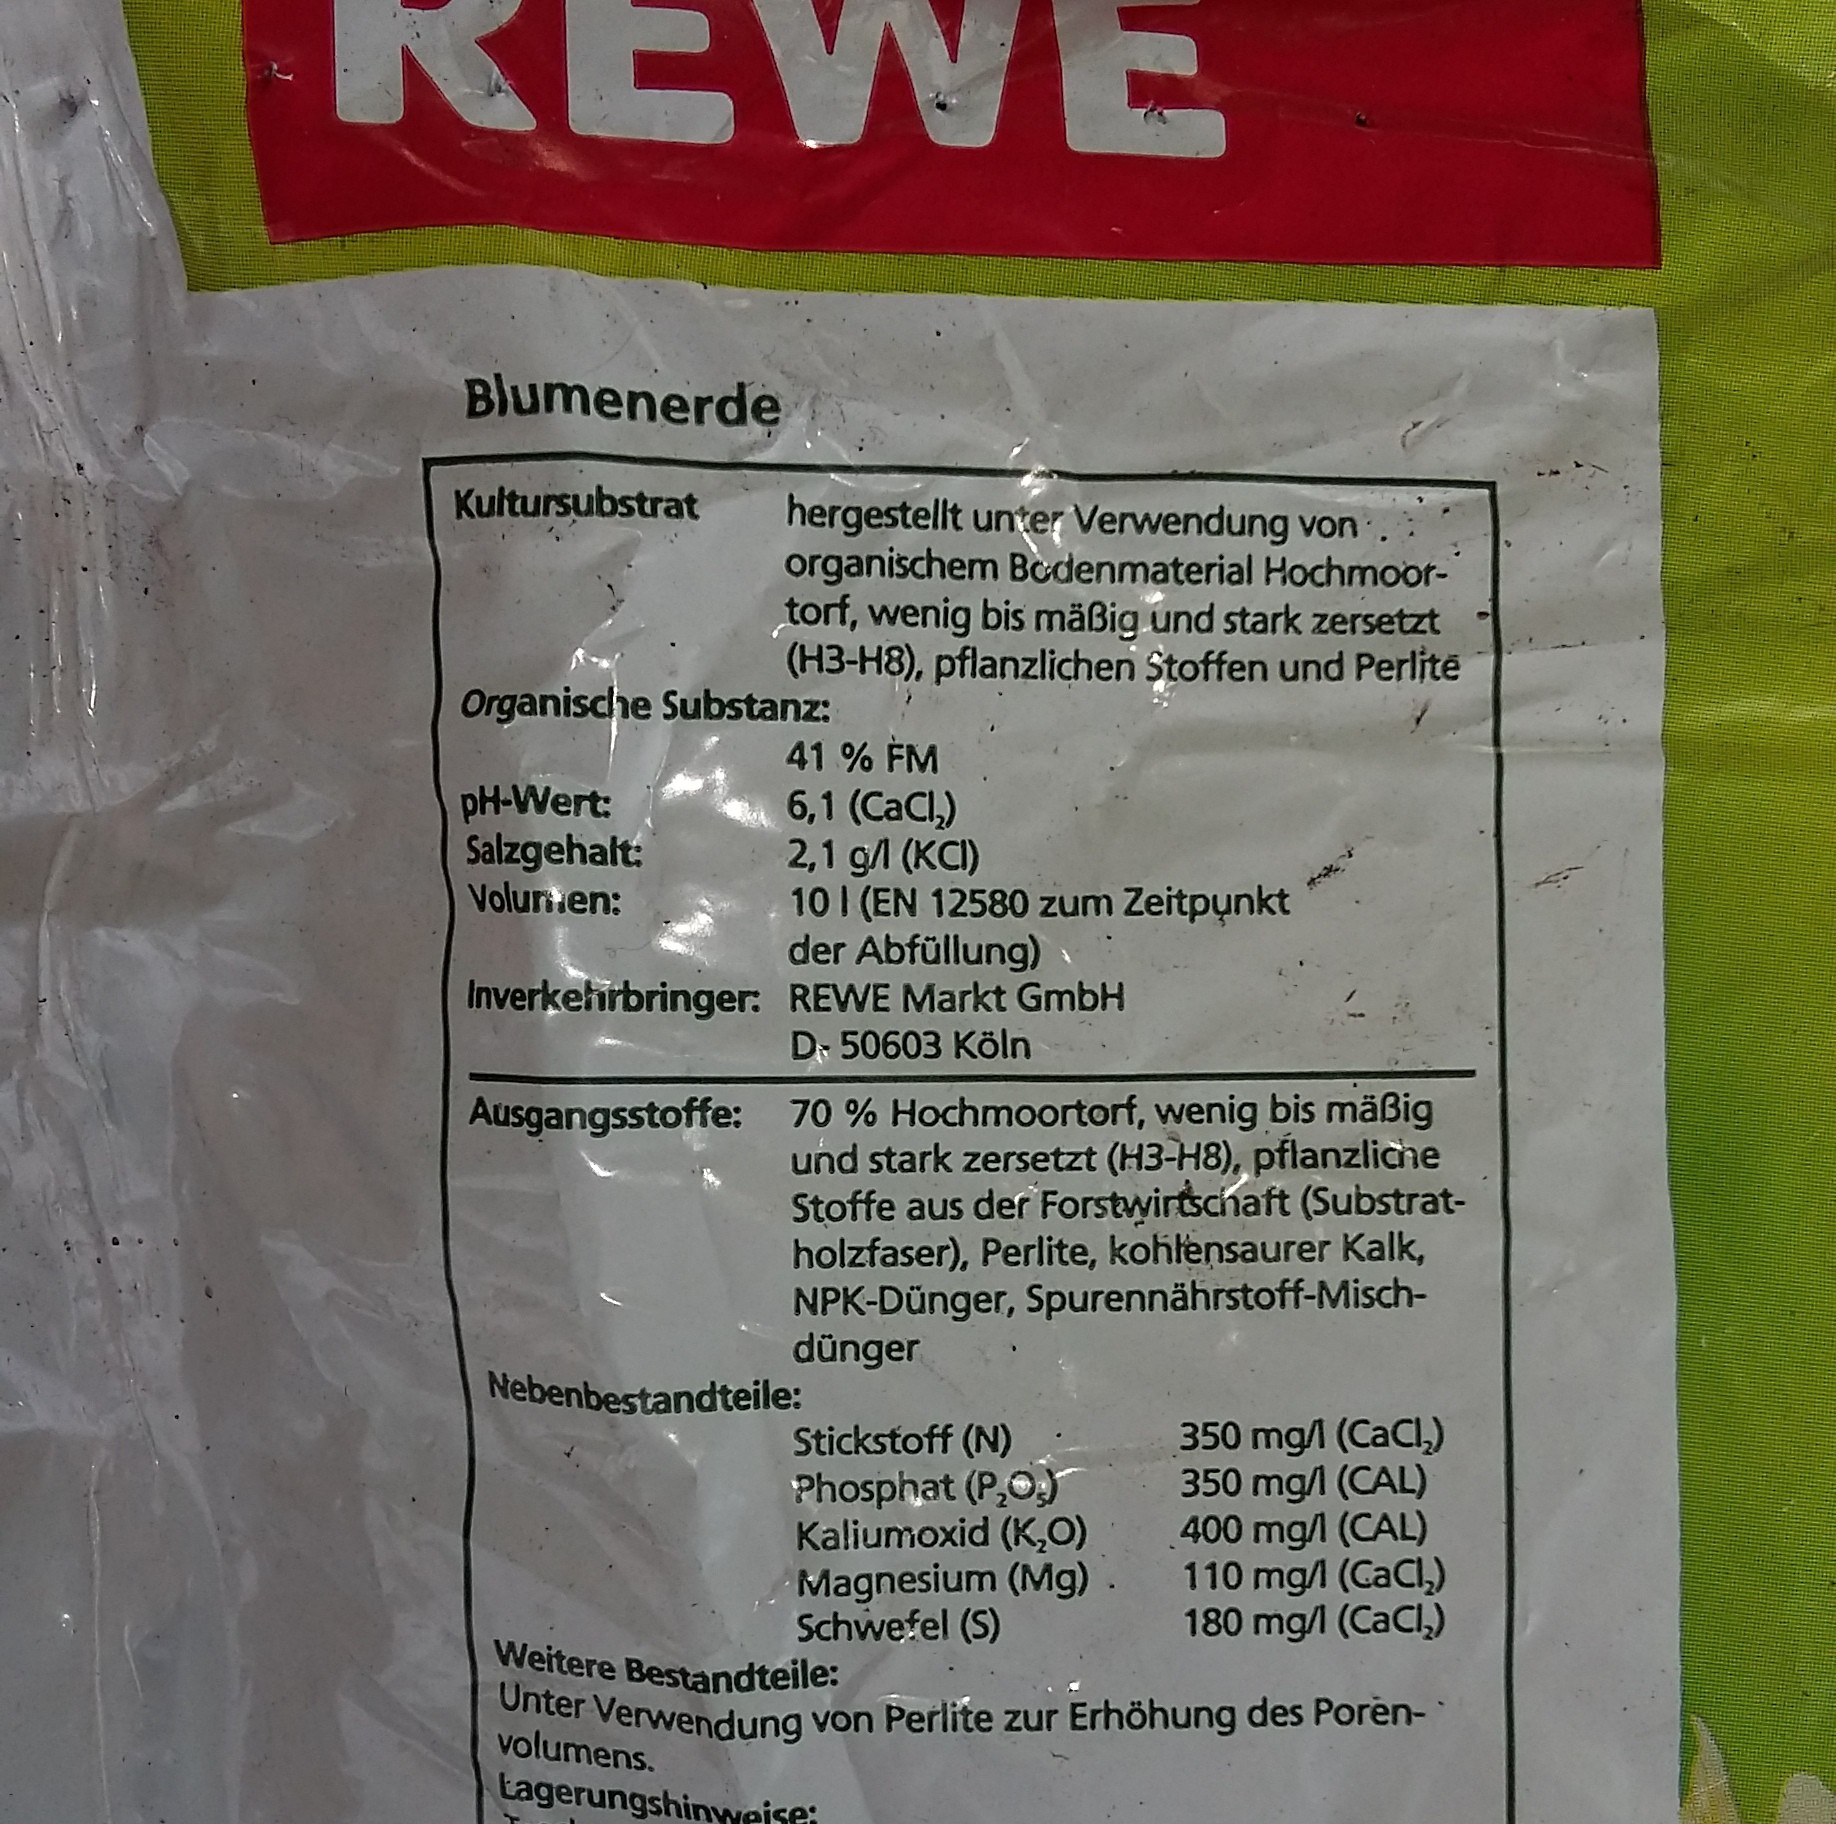 REWE
Blumenerde
Kultursubstrat hergestellt unter Verwendung von
organischem Bodenmaterial Hochmoor-
torf, wenig bis mäßig und stark zersetzt
(H3-H8), pflanzlichen Stoffen und Perlite
Organische Substanz:
41 % FM
pH-Wert: 6,1 (CaCl₂)
Salzgehalt: 2,1 g/l (KCl)
Volumen: 10 l (EN 12580 zum Zeitpunkt
der Abfüllung)
Inverkehrbringer: REWE Markt GmbH
D- 50603 Köln
Ausgangsstoffe: 70 % Hochmoortorf, wenig bis mäßig
und stark zersetzt (H3-H8), pflanzliche
Stoffe aus der Forstwirtschaft (Substrat-
holzfaser), Perlite, kohlensaurer Kalk,
NPK-Dünger, Spurennährstoff-Misch-
dünger
Nebenbestandteile:
Stickstoff (N) 350 mg/l (CaCl₂)
Phosphat (P₂O₅) 350 mg/l (CAL)
Kaliumoxid (K₂O) 400 mg/l (CAL)
Magnesium (Mg) 110 mg/l (CaCl₂)
Schwefel (S) 180 mg/l (CaCl₂)
Weitere Bestandteile:
Unter Verwendung von Perlite zur Erhöhung des Poren-
volumens.
Lagerungshinweise: